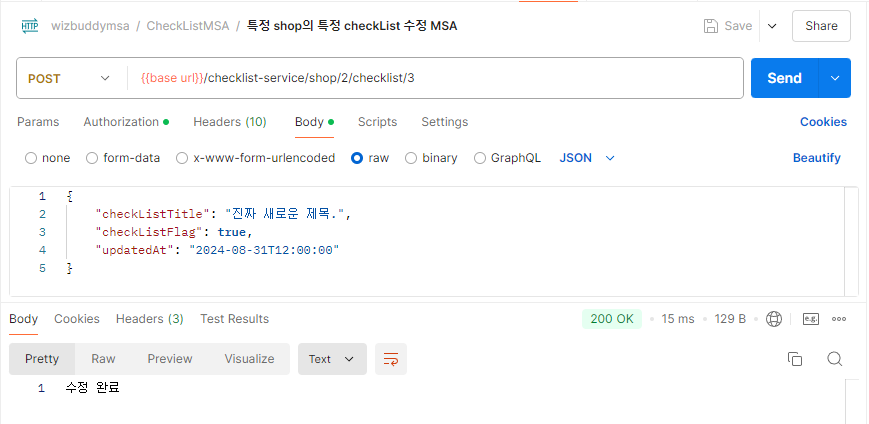 HTTP wizbuddymsa / CheckListMSA / 특정 shop의 특정 checkList 수정 MSA Save Share
POST {{base url}}/checklist-service/shop/2/checklist/3 Send
Params Authorization Headers (10) Body Scripts Settings Cookies
none form-data x-www-form-urlencoded raw binary GraphQL JSON Beautify
1 {
2 "checkListTitle": "진짜 새로운 제목.",
3 "checkListFlag": true,
4 "updatedAt": "2024-08-31T12:00:00"
5 }
Body Cookies Headers (3) Test Results 200 OK 15 ms 129 B e.g.
Pretty Raw Preview Visualize Text
1 수정 완료